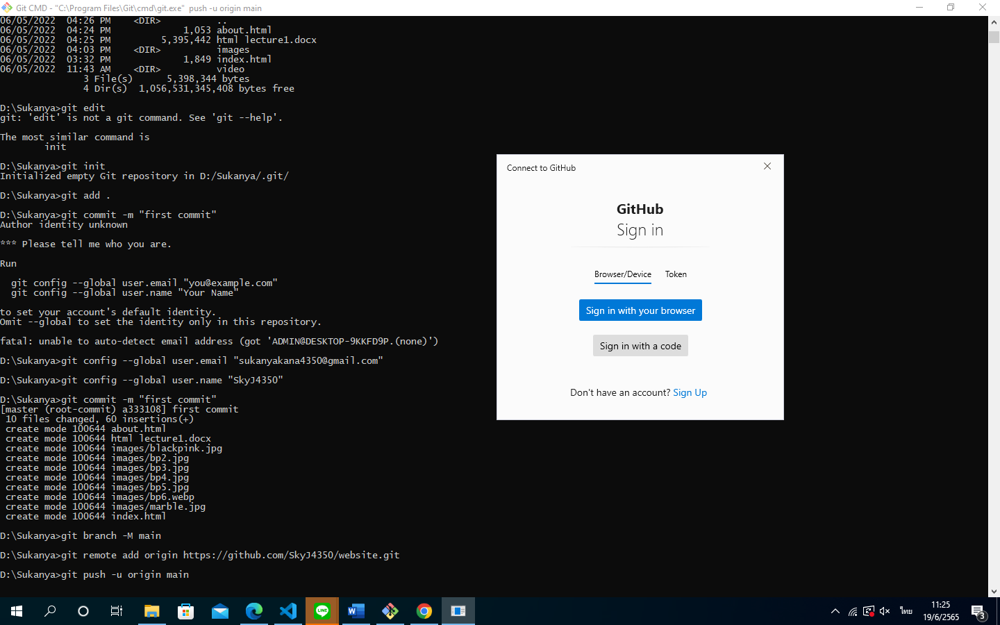 Git CMD - "C:\Program Files\Git\cmd\git.exe" push -u origin main
06/05/2022  04:26 PM    <DIR>          ..
06/05/2022  04:24 PM             1,053 about.html
06/05/2022  04:25 PM         5,395,442 html lecture1.docx
06/05/2022  04:03 PM    <DIR>          images
06/05/2022  03:32 PM             1,849 index.html
06/05/2022  11:43 AM    <DIR>          video
               3 File(s)      5,398,344 bytes
               4 Dir(s)  1,056,531,345,408 bytes free
D:\Sukanya>git edit
git: 'edit' is not a git command. See 'git --help'.
The most similar command is
        init
D:\Sukanya>git init
Initialized empty Git repository in D:/Sukanya/.git/
D:\Sukanya>git add .
D:\Sukanya>git commit -m "first commit"
Author identity unknown
*** Please tell me who you are.
Run
  git config --global user.email "you@example.com"
  git config --global user.name "Your Name"
to set your account's default identity.
Omit --global to set the identity only in this repository.
fatal: unable to auto-detect email address (got 'ADMIN@DESKTOP-9KKFD9P.(none)')
D:\Sukanya>git config --global user.email "sukanyakana4350@gmail.com"
D:\Sukanya>git config --global user.name "SkyJ4350"
D:\Sukanya>git commit -m "first commit"
[master (root-commit) a333108] first commit
 10 files changed, 60 insertions(+)
 create mode 100644 about.html
 create mode 100644 html lecture1.docx
 create mode 100644 images/blackpink.jpg
 create mode 100644 images/bp2.jpg
 create mode 100644 images/bp3.jpg
 create mode 100644 images/bp4.jpg
 create mode 100644 images/bp5.jpg
 create mode 100644 images/bp6.webp
 create mode 100644 images/marble.jpg
 create mode 100644 index.html
D:\Sukanya>git branch -M main
D:\Sukanya>git remote add origin https://github.com/SkyJ4350/website.git
D:\Sukanya>git push -u origin main
Connect to GitHub
GitHub
Sign in
Browser/Device Token
Sign in with your browser
Sign in with a code
Don't have an account? Sign Up
LINE
W
ไทย
11:25
19/6/2565
3